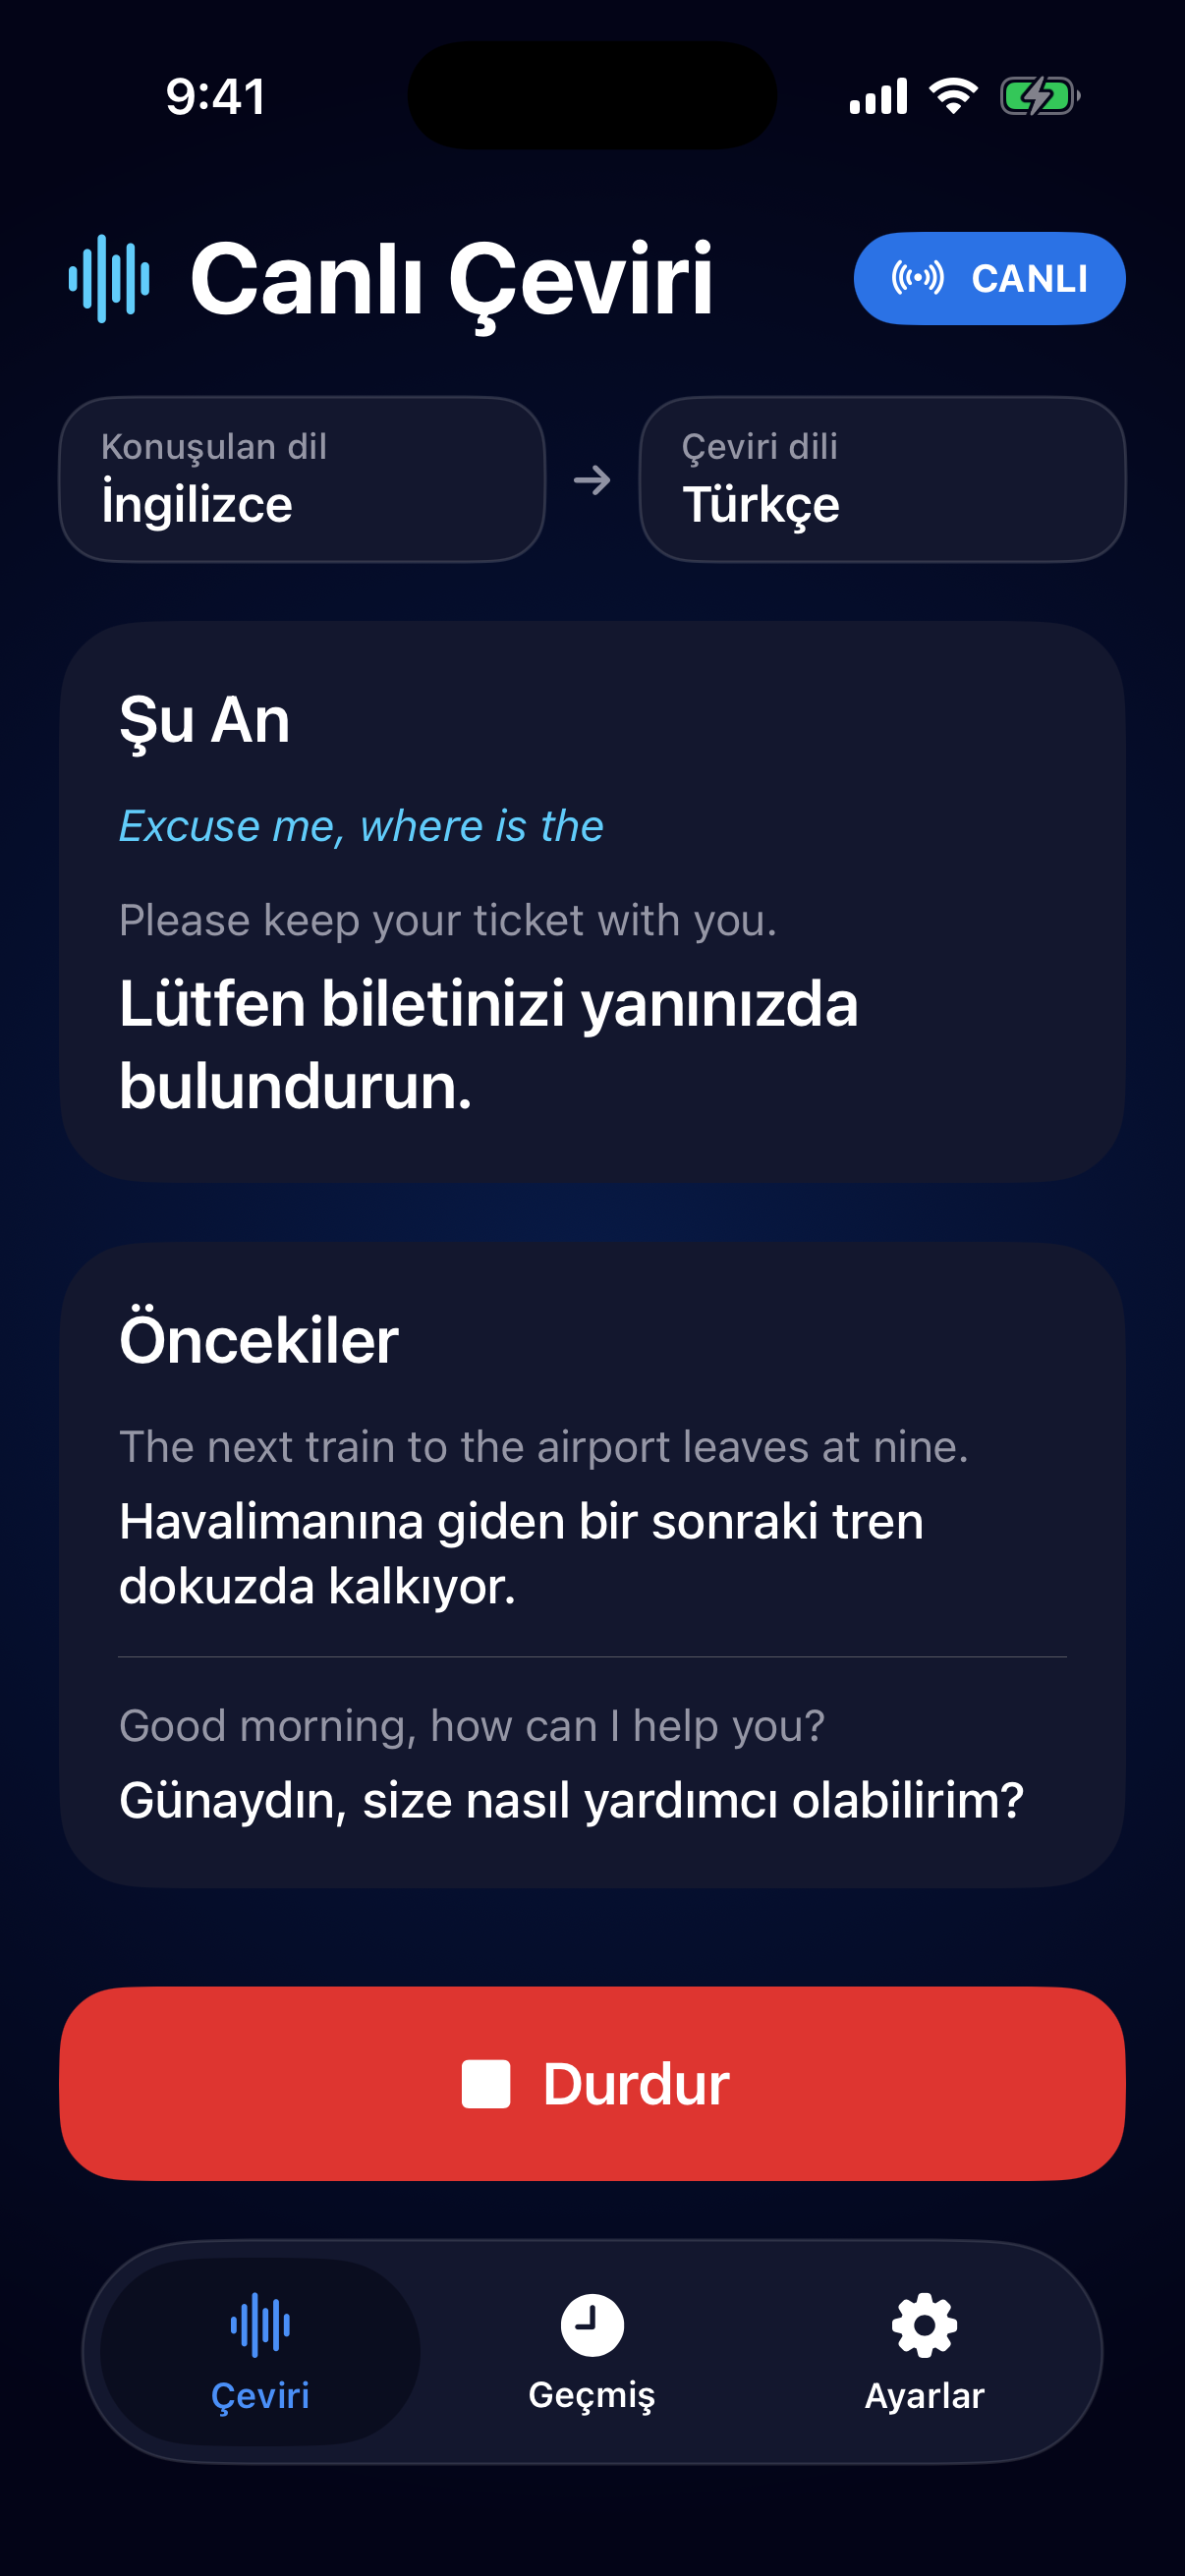 9:41
Canlı Çeviri
CANLI
Konuşulan dil
İngilizce
Çeviri dili
Türkçe
Şu An
Excuse me, where is the
Please keep your ticket with you.
Lütfen biletinizi yanınızda
bulundurun.
Öncekiler
The next train to the airport leaves at nine.
Havalimanına giden bir sonraki tren
dokuzda kalkıyor.
Good morning, how can I help you?
Günaydın, size nasıl yardımcı olabilirim?
Durdur
Çeviri
Geçmiş
Ayarlar